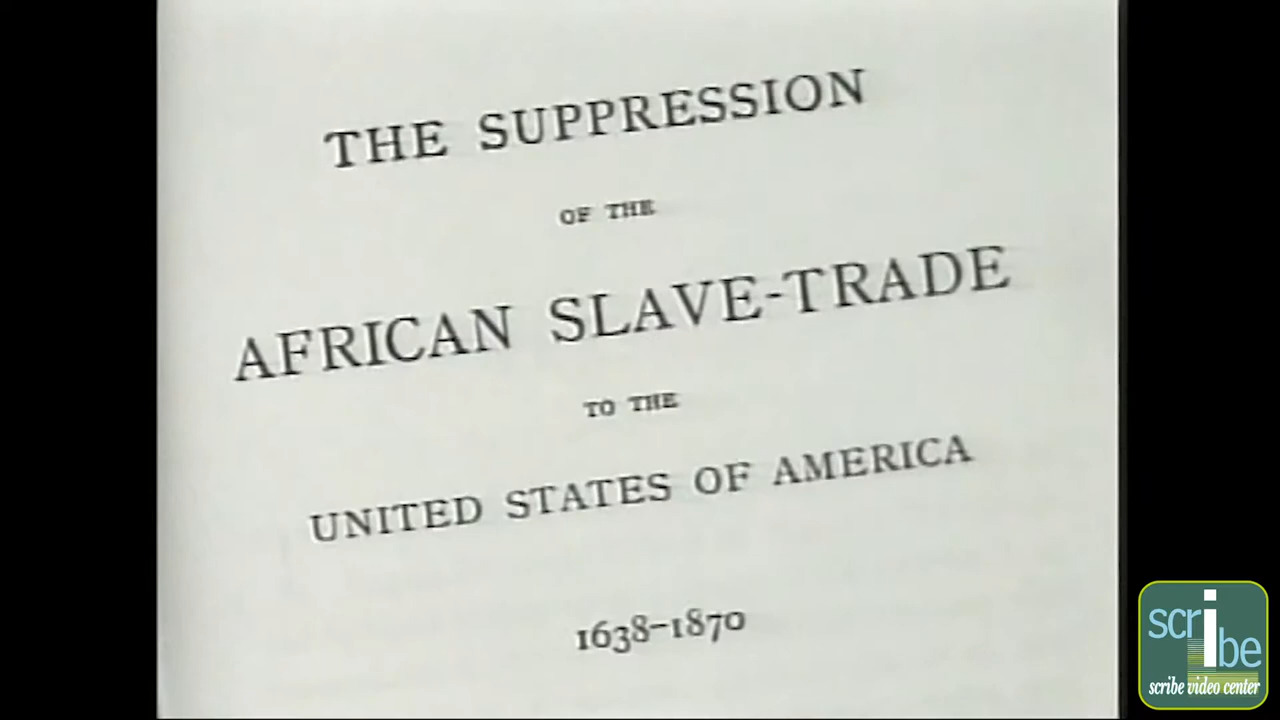 THE SUPPRESSION
OF THE
AFRICAN SLAVE-TRADE
TO THE
UNITED STATES OF AMERICA
1638–1870
scribe
scribe video center